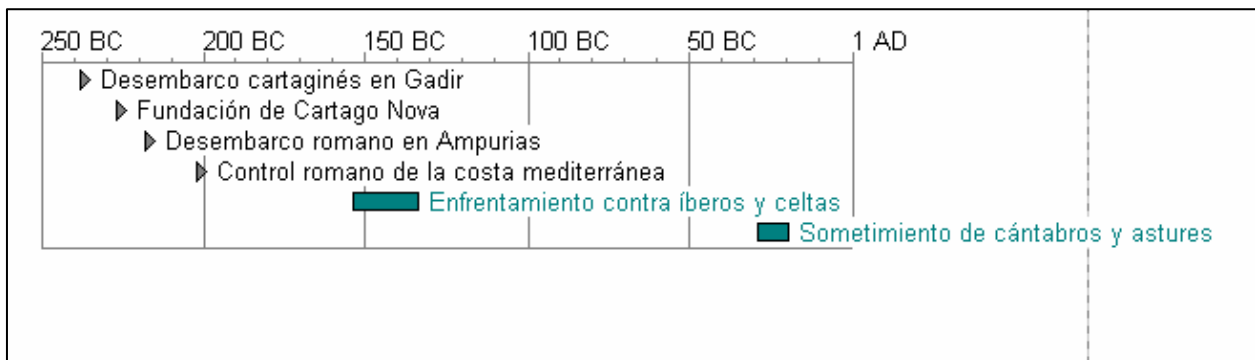 250 BC 200 BC 150 BC 100 BC 50 BC 1 AD
Desembarco cartaginés en Gadir
Fundación de Cartago Nova
Desembarco romano en Ampurias
Control romano de la costa mediterránea
Enfrentamiento contra íberos y celtas
Sometimiento de cántabros y astures